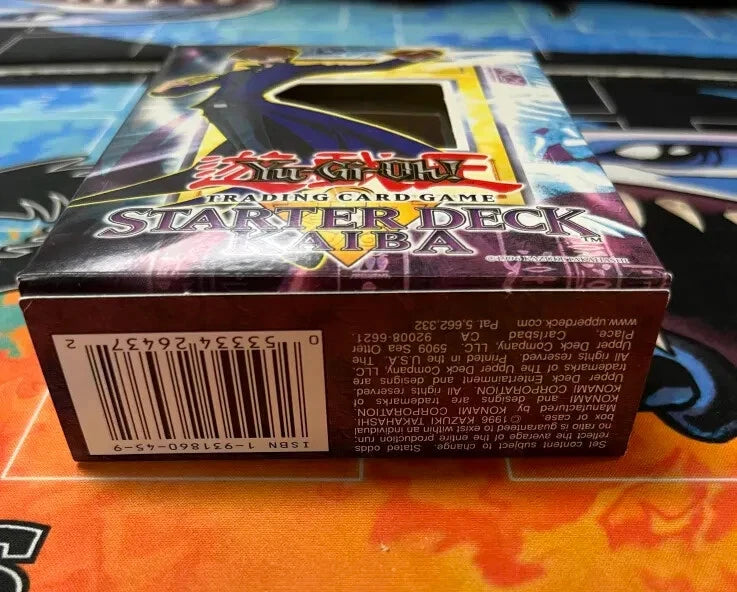 Yu-Gi-Oh!
TRADING CARD GAME®
STARTER DECK
KAIBA™
© 1996 KAZUKI TAKAHASHI
Set content subject to change. Stated odds
reflect the average of the entire production run;
no ratio is guaranteed to exist within an individual
box or case.
©1996 KAZUKI TAKAHASHI
Manufactured by KONAMI CORPORATION.
KONAMI and designs are trademarks of
KONAMI CORPORATION. All rights reserved.
Upper Deck Entertainment and designs are
trademarks of The Upper Deck Company, LLC.
All rights reserved. Printed in the U.S.A.
Upper Deck Company, LLC. 5909 Sea Otter
Place, Carlsbad, CA 92008-6621.
www.upperdeck.com Pat. 5,662,332
ISBN 1-931860-45-9
0 53334 26437 2